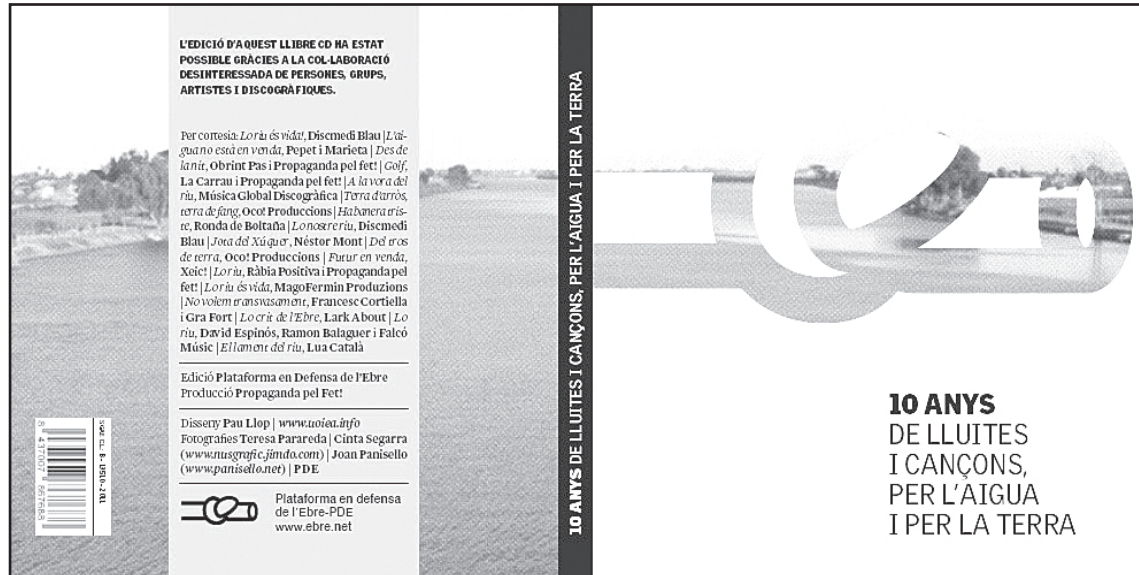 L'EDICIÓ D'AQUEST LLIBRE CD HA ESTAT
POSSIBLE GRÀCIES A LA COL·LABORACIÓ
DESINTERESSADA DE PERSONES, GRUPS,
ARTISTES I DISCOGRÀFIQUES.
Per cortesia: Lo riu és vida!, Discmedi Blau | L'ai-
gua no està en venda, Pepet i Marieta | Des de
la nit, Obrint Pas i Propaganda pel fet! | Golf,
La Carrau i Propaganda pel fet! | A la vora del
riu, Música Global Discogràfica | Terra d'arròs,
terra de fang, Oco! Produccions | Habanera tris-
te, Ronda de Boltaña | Lo nostre riu, Discmedi
Blau | Jota del Xúquer, Néstor Mont | Del tros
de terra, Oco! Produccions | Futur en venda,
Xeic! | Lo riu, Ràbia Positiva i Propaganda pel
fet! | Lo riu és vida, MagoFermin Produzions
| No volem transvasament, Francesc Cortiella
i Gra Fort | Lo crit de l'Ebre, Lark About | Lo
riu, David Espinós, Ramon Balaguer i Falcó
Músic | El lament del riu, Lua Català
Edició Plataforma en Defensa de l'Ebre
Producció Propaganda pel Fet!
Disseny Pau Llop | www.uoiea.info
Fotografies Teresa Parareda | Cinta Segarra
(www.nusgrafic.jimdo.com) | Joan Panisello
(www.panisello.net) | PDE
Plataforma en defensa
de l'Ebre-PDE
www.ebre.net
8 437007 867688
10 ANYS DE LLUITES I CANÇONS, PER L'AIGUA I PER LA TERRA
10 ANYS
DE LLUITES
I CANÇONS,
PER L'AIGUA
I PER LA TERRA